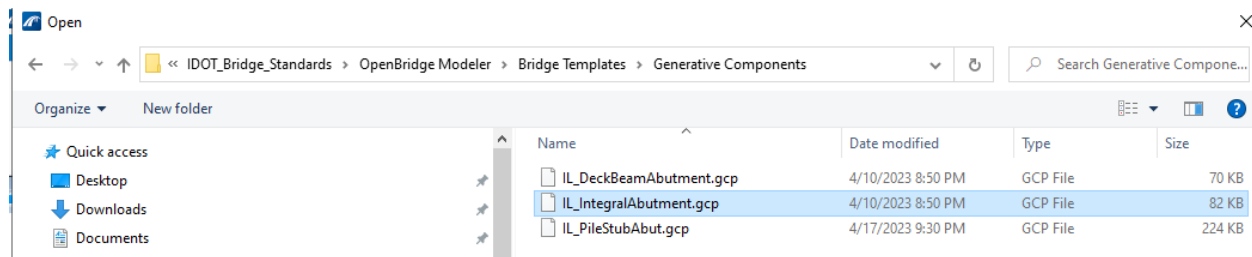 Open
« IDOT_Bridge_Standards > OpenBridge Modeler > Bridge Templates > Generative Components
Search Generative Compone...
Organize New folder
?
Name Date modified Type Size
Quick access
Desktop
Downloads
Documents
IL_DeckBeamAbutment.gcp 4/10/2023 8:50 PM GCP File 70 KB
IL_IntegralAbutment.gcp 4/10/2023 8:50 PM GCP File 82 KB
IL_PileStubAbut.gcp 4/17/2023 9:30 PM GCP File 224 KB